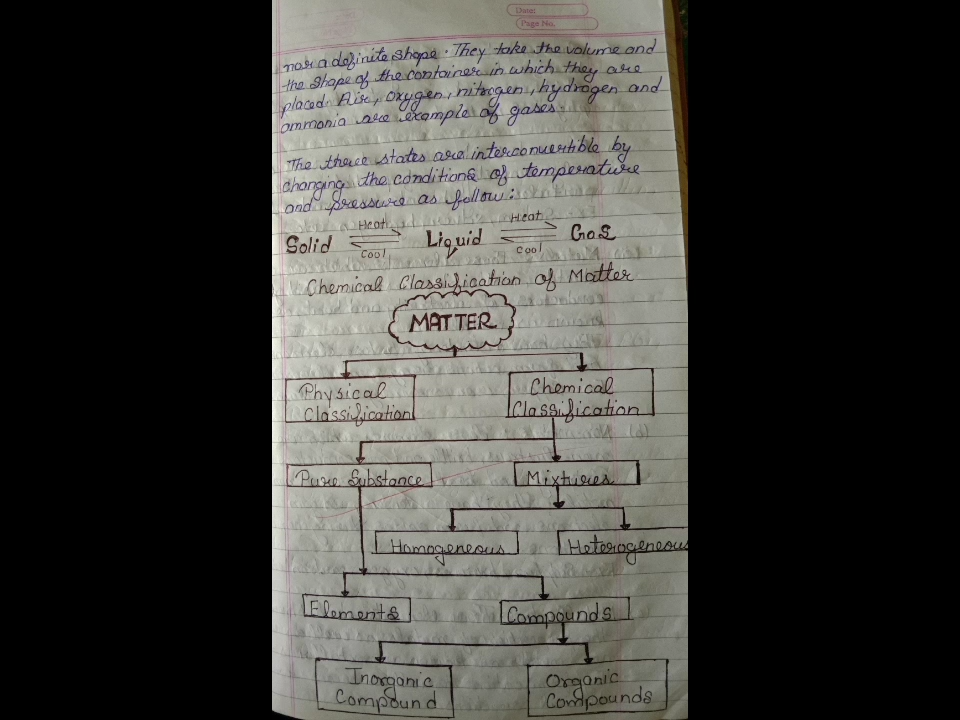 Date:
Page No.
nor a definite shape. They take the volume and
the shape of the container in which they are
placed. Air, oxygen, nitrogen, hydrogen and
ammonia are example of gases.
The three states are interconvertible by
changing the conditions of temperature
and pressure as follow:
Solid Heat Cool Liquid Heat Cool Gas
Chemical Classification of Matter
MATTER
Physical Classification
Chemical Classification
Pure Substance
Mixtures
Homogeneous
Heterogeneous
Elements
Compounds
Inorganic Compound
Organic Compounds